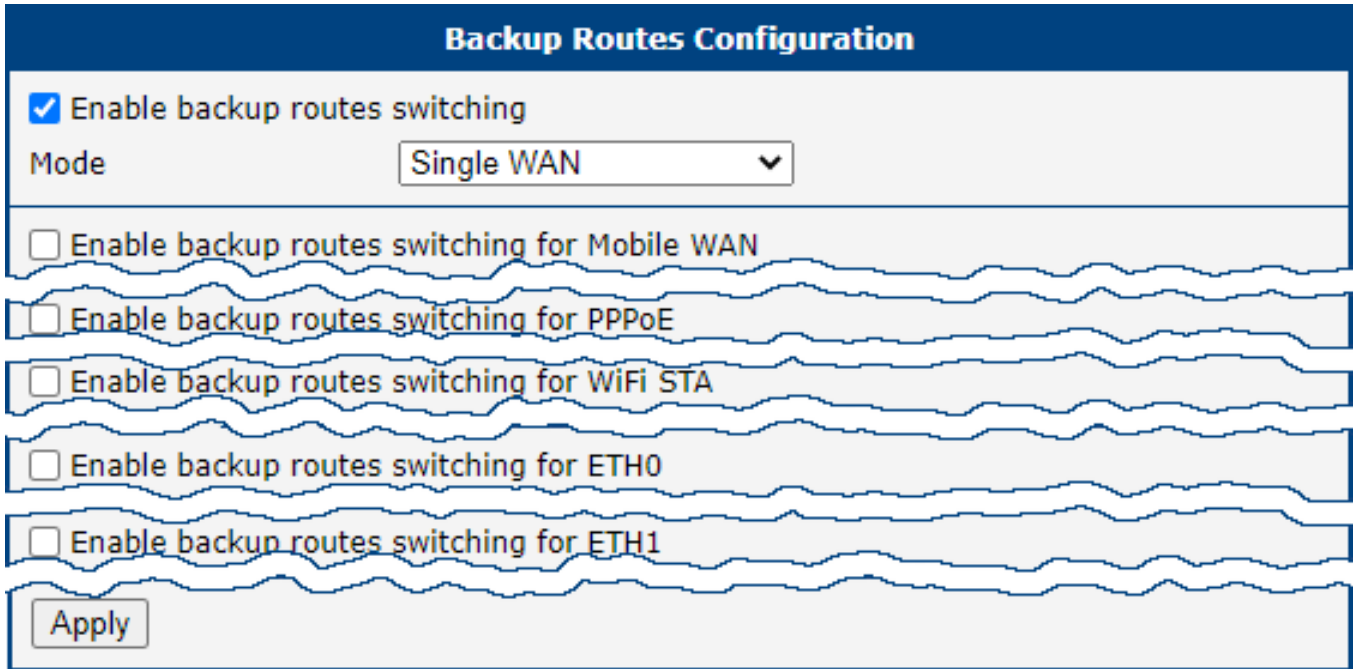 Backup Routes Configuration
Enable backup routes switching
Mode Single WAN
Enable backup routes switching for Mobile WAN
Enable backup routes switching for PPPoE
Enable backup routes switching for WiFi STA
Enable backup routes switching for ETH0
Enable backup routes switching for ETH1
Apply